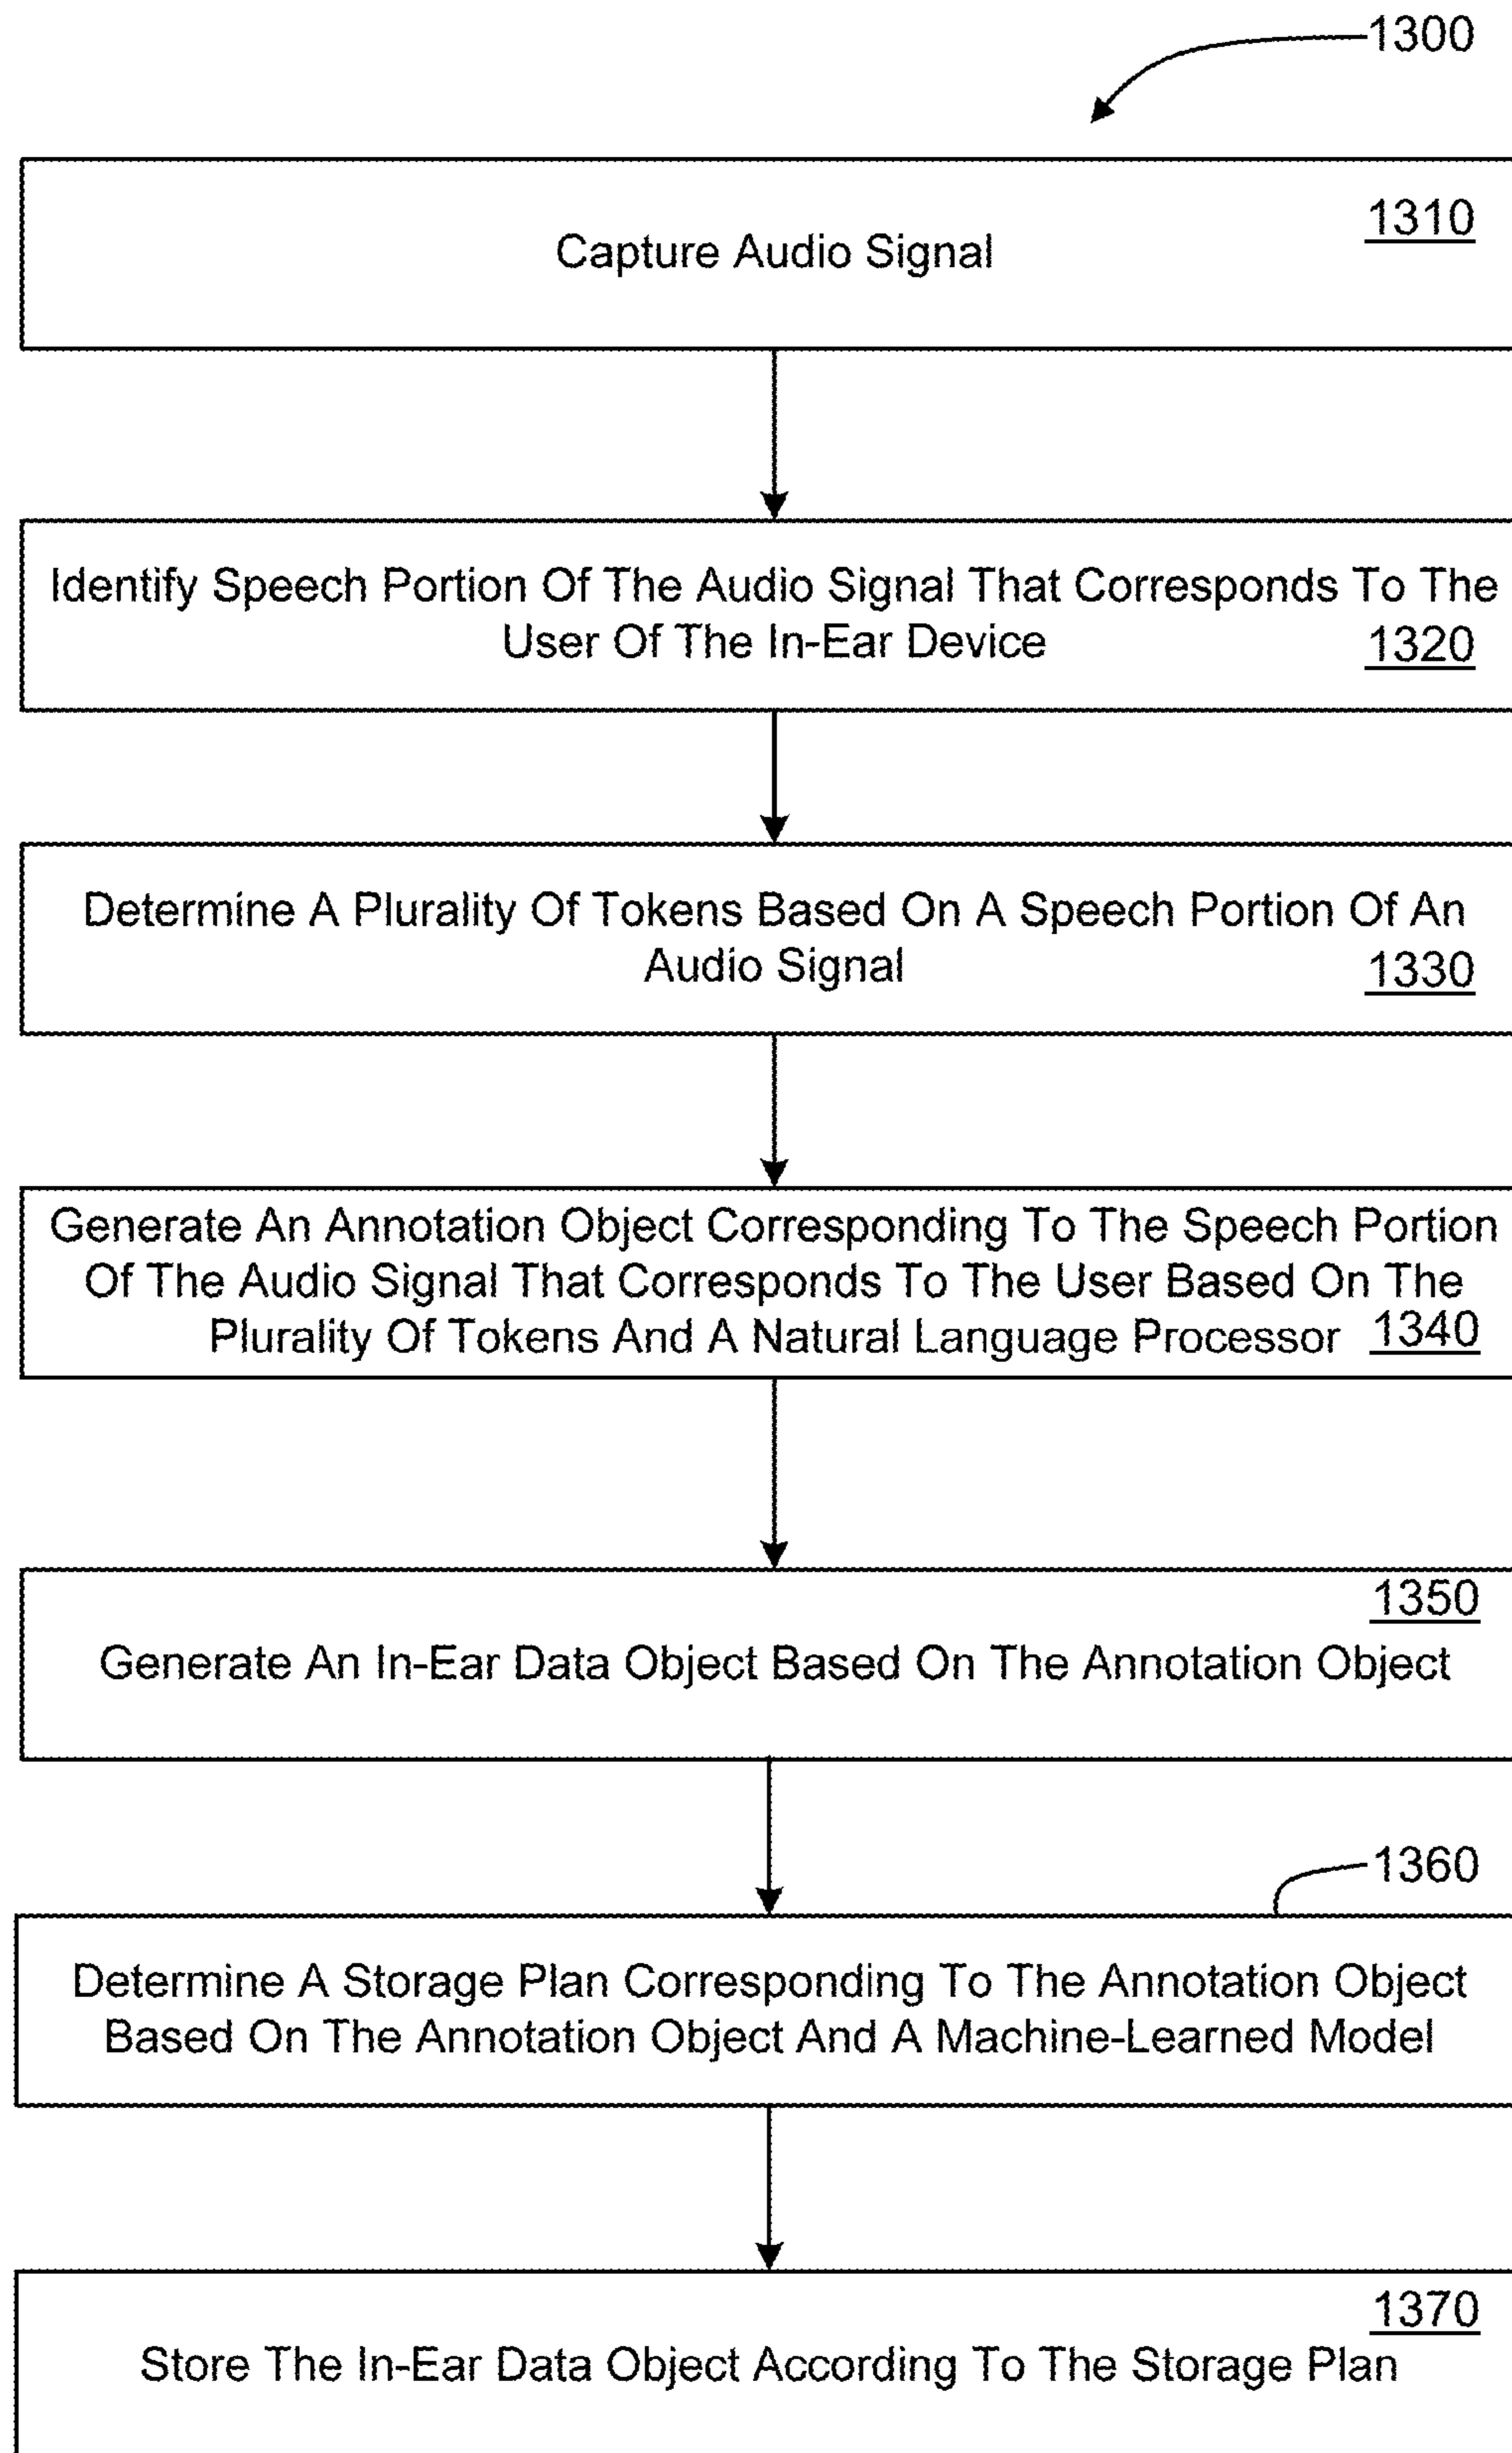 1300
1310
Capture Audio Signal
Identify Speech Portion Of The Audio Signal That Corresponds To The
User Of The In-Ear Device
1320
Determine A Plurality Of Tokens Based On A Speech Portion Of An
Audio Signal
1330
Generate An Annotation Object Corresponding To The Speech Portion
Of The Audio Signal That Corresponds To The User Based On The
Plurality Of Tokens And A Natural Language Processor 1340
1350
Generate An In-Ear Data Object Based On The Annotation Object
1360
Determine A Storage Plan Corresponding To The Annotation Object
Based On The Annotation Object And A Machine-Learned Model
1370
Store The In-Ear Data Object According To The Storage Plan